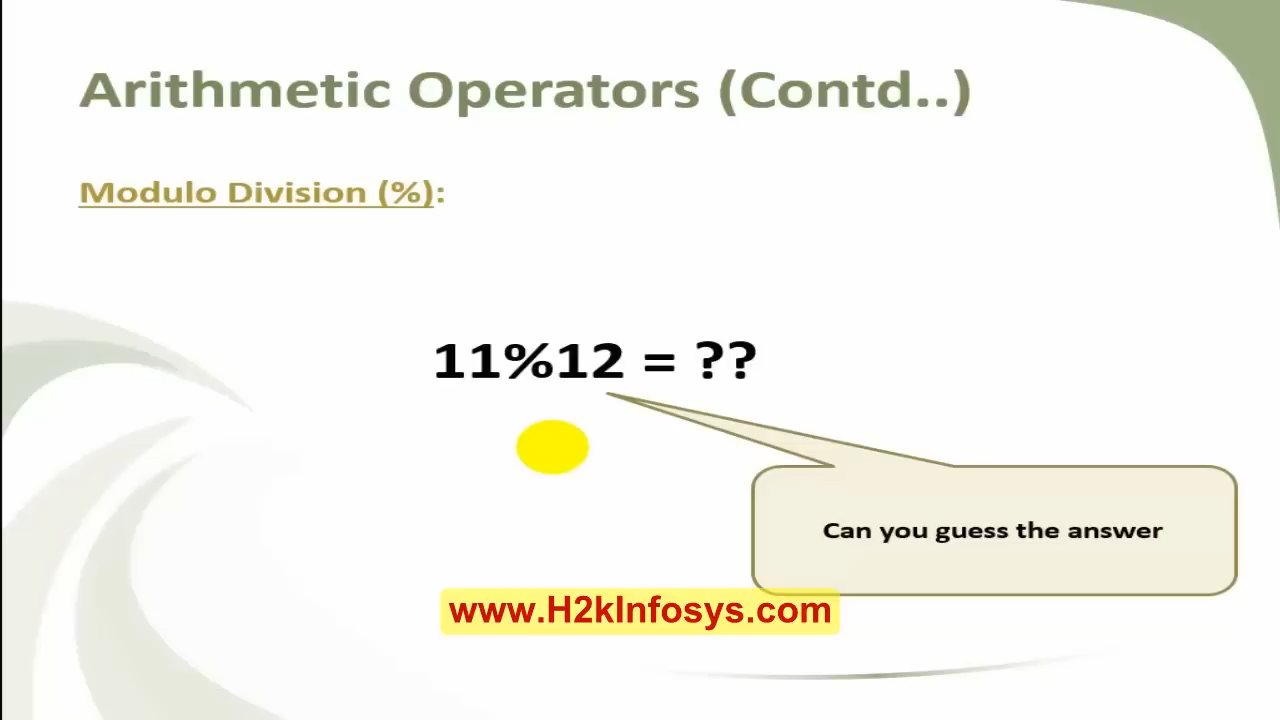 Arithmetic Operators (Contd..)
Modulo Division (%):
11%12 = ??
Can you guess the answer
www.H2kInfosys.com